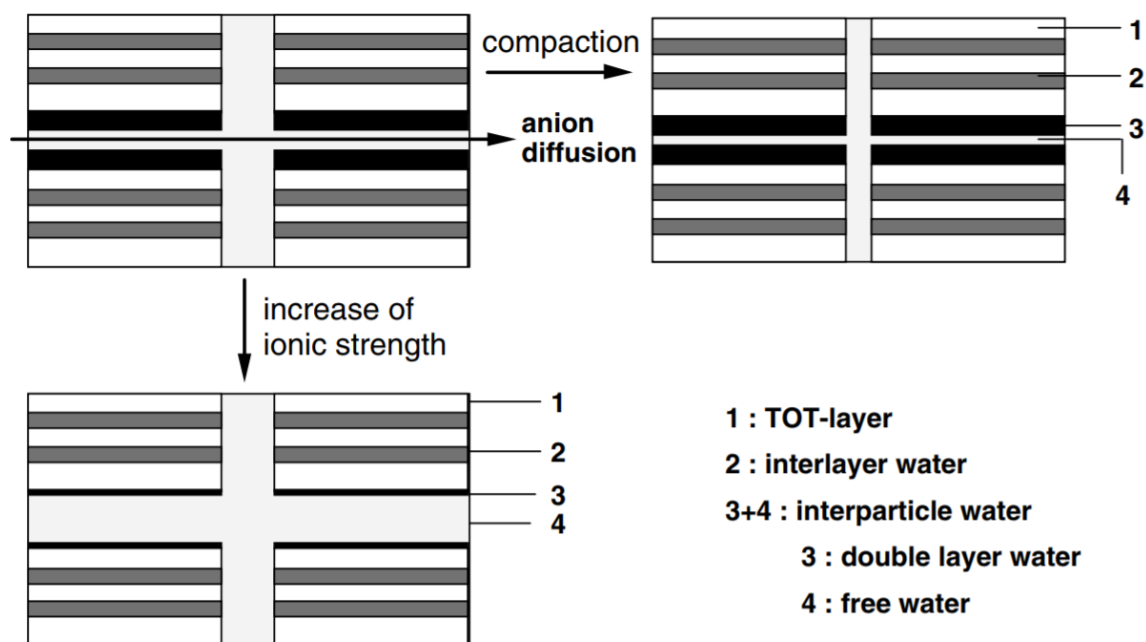 compaction
anion
diffusion
1
2
3
4
increase of
ionic strength
1
2
3
4
1 : TOT-layer
2 : interlayer water
3+4 : interparticle water
3 : double layer water
4 : free water